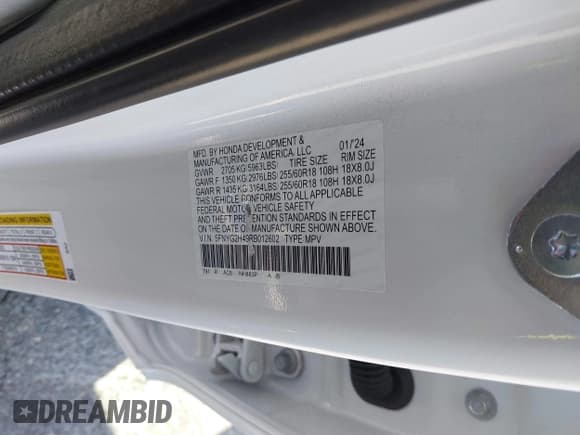 MFD. BY HONDA DEVELOPMENT & 01/24
MANUFACTURING OF AMERICA, LLC
GVWR 2705 KG 5963LBS TIRE SIZE RIM SIZE
GAWR F 1350 KG 2976LBS 255/60R18 108H 18X8.0J
GAWR R 1435 KG 3164LBS 255/60R18 108H 18X8.0J
THIS VEHICLE CONFORMS TO ALL APPLICABLE
FEDERAL MOTOR VEHICLE SAFETY
AND THEFT PREVENTION STANDARDS IN EFFECT
ON THE DATE OF MANUFACTURE SHOWN ABOVE.
V.I.N. 5FNYG2H49RB012602 TYPE MPV
LOADING INFORMATION
DREAMBID